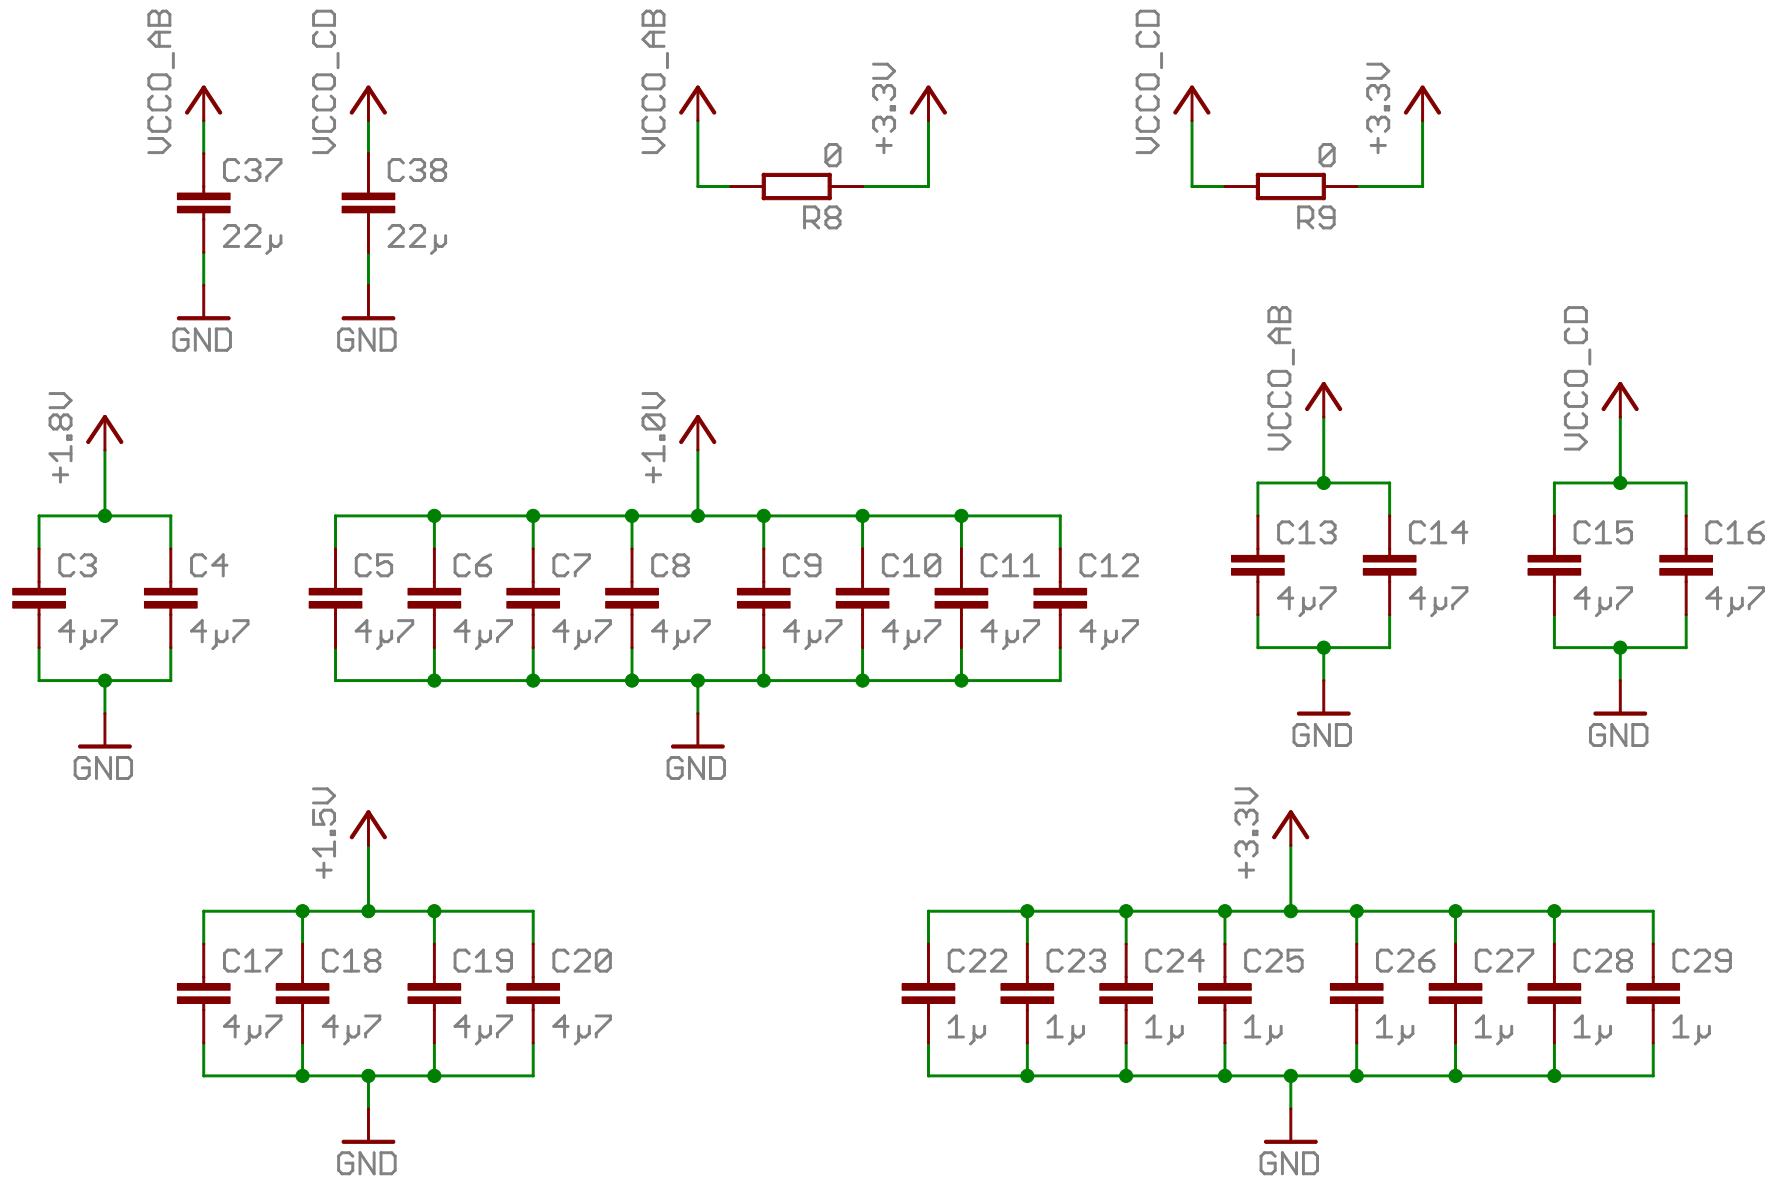 VCCO_AB
VCCO_CD
VCCO_AB
+3.3V
VCCO_CD
+3.3V
C37
C38
0
0
22µ
22µ
R8
R9
GND
GND
VCCO_AB
VCCO_CD
+1.8V
+1.0V
C13
C14
C15
C16
C3
C4
C5
C6
C7
C8
C9
C10
C11
C12
4µ7
4µ7
4µ7
4µ7
4µ7
4µ7
4µ7
4µ7
4µ7
4µ7
4µ7
4µ7
4µ7
4µ7
GND
GND
GND
GND
+1.5V
+3.3V
C17
C18
C19
C20
C22
C23
C24
C25
C26
C27
C28
C29
4µ7
4µ7
4µ7
4µ7
1µ
1µ
1µ
1µ
1µ
1µ
1µ
1µ
GND
GND